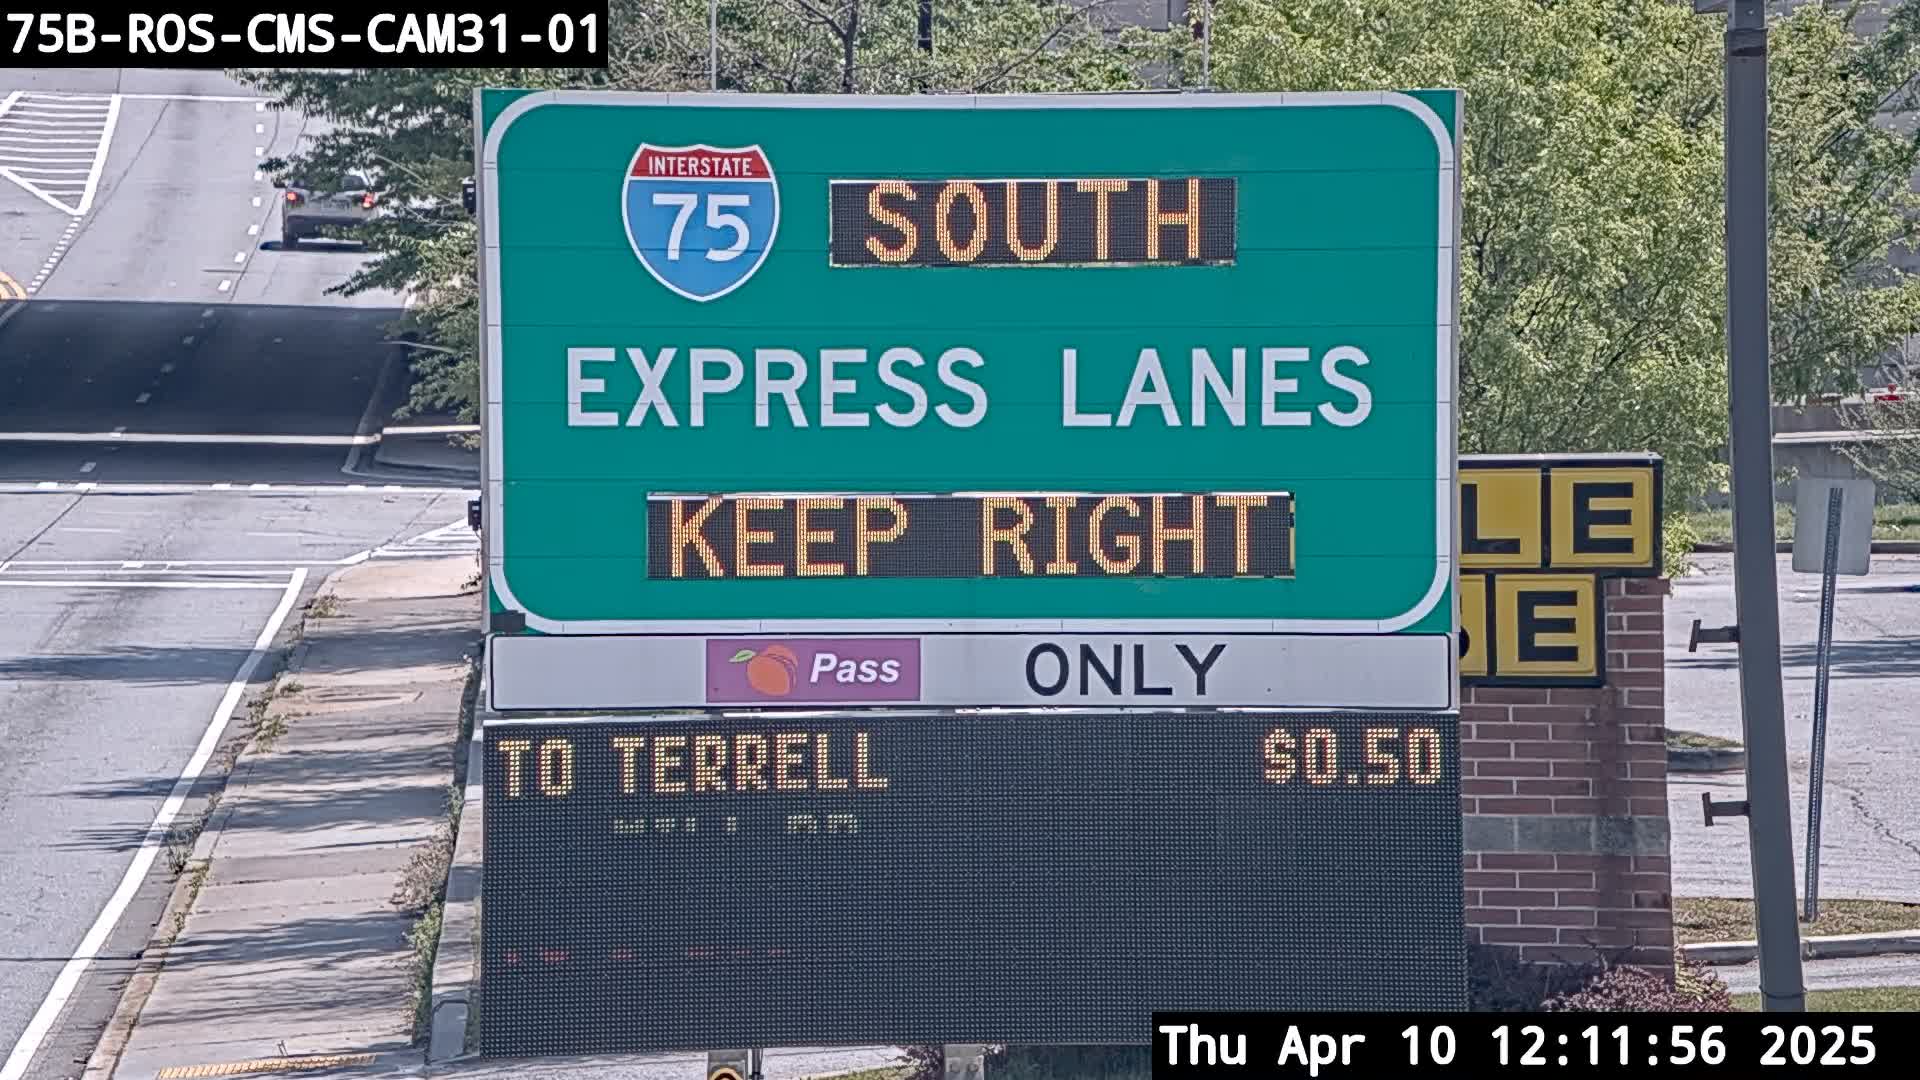 75B-ROS-CMS-CAM31-01
INTERSTATE
75
SOUTH
EXPRESS LANES
KEEP RIGHT
Pass ONLY
TO TERRELL $0.50
LE
E
Thu Apr 10 12:11:56 2025